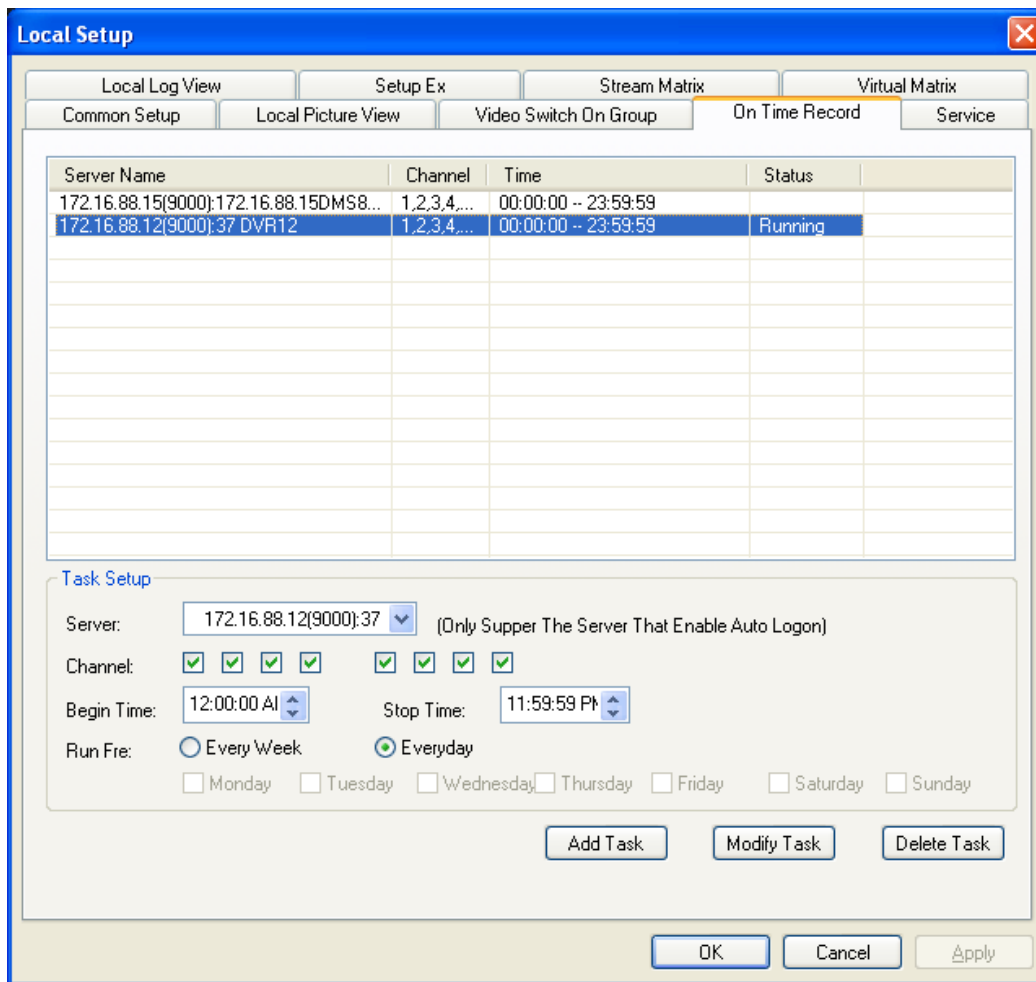 Local Setup
Local Log View Setup Ex Stream Matrix Virtual Matrix
Common Setup Local Picture View Video Switch On Group On Time Record Service
Server Name Channel Time Status
172.16.88.15(9000):172.16.88.15DMS8... 1,2,3,4,... 00:00:00 -- 23:59:59
172.16.88.12(9000):37 DVR12 1,2,3,4,... 00:00:00 -- 23:59:59 Running
Task Setup
Server: 172.16.88.12(9000):37 (Only Supper The Server That Enable Auto Logon)
Channel:
Begin Time: 12:00:00 Al Stop Time: 11:59:59 PM
Run Fre: Every Week Everyday
Monday Tuesday Wednesday Thursday Friday Saturday Sunday
Add Task Modify Task Delete Task
OK Cancel Apply